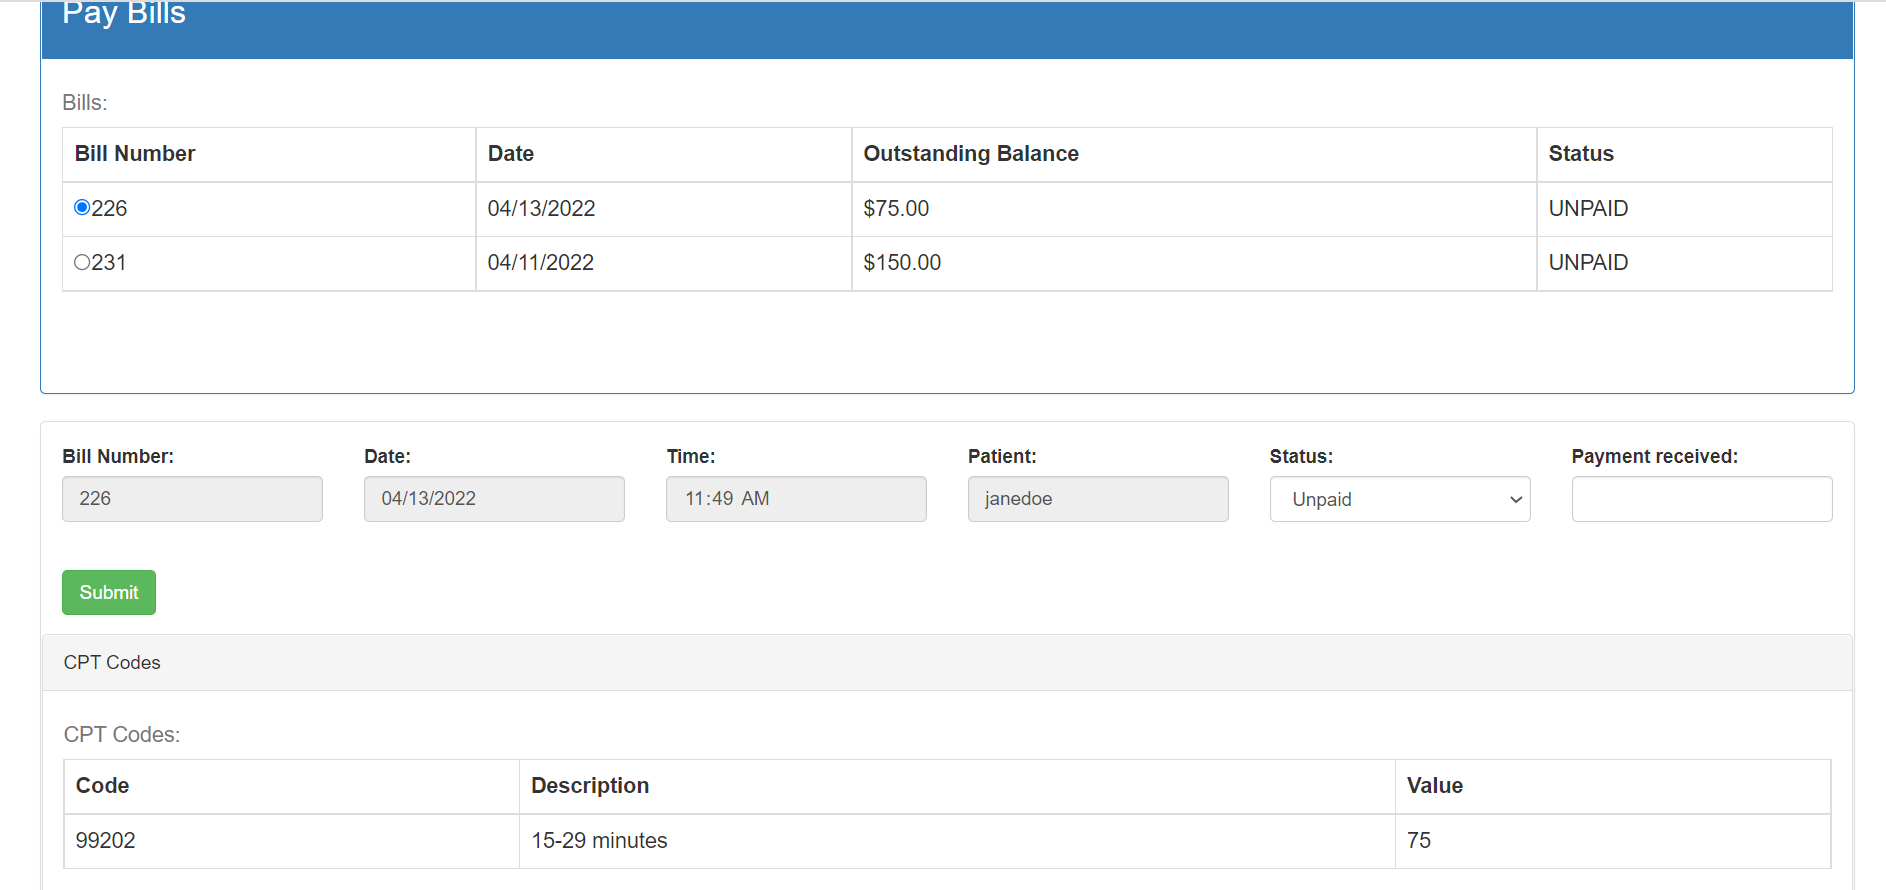 Pay Bills
Bills:
Bill Number Date Outstanding Balance Status
226 04/13/2022 $75.00 UNPAID
231 04/11/2022 $150.00 UNPAID
Bill Number: Date: Time: Patient: Status: Payment received:
226 04/13/2022 11:49 AM janedoe Unpaid
Submit
CPT Codes
CPT Codes:
Code Description Value
99202 15-29 minutes 75